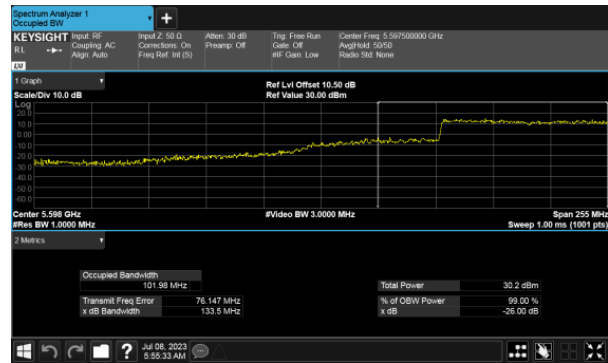 Spectrum Analyzer 1
Occupied BW
+
KEYSIGHT
RL
Input: RF
Coupling: AC
Align: Auto
Input Z: 50 Ω
Corrections: On
Freq Ref: Int (S)
Atten: 30 dB
Preamp: Off
Trig: Free Run
Gate: Off
#IF Gain: Low
Center Freq: 5.597500000 GHz
Avg|Hold: 50/50
Radio Std: None
1 Graph
Scale/Div 10.0 dB
Ref Lvl Offset 10.50 dB
Ref Value 30.00 dBm
Log
20.0
10.0
0.00
-10.0
-20.0
-30.0
-40.0
-50.0
-60.0
Center 5.598 GHz
#Res BW 1.0000 MHz
#Video BW 3.0000 MHz
Span 255 MHz
Sweep 1.00 ms (1001 pts)
2 Metrics
Occupied Bandwidth
101.98 MHz
Transmit Freq Error 76.147 MHz
x dB Bandwidth 133.5 MHz
Total Power 30.2 dBm
% of OBW Power 99.00 %
x dB -26.00 dB
?
Jul 08, 2023
5:55:33 AM